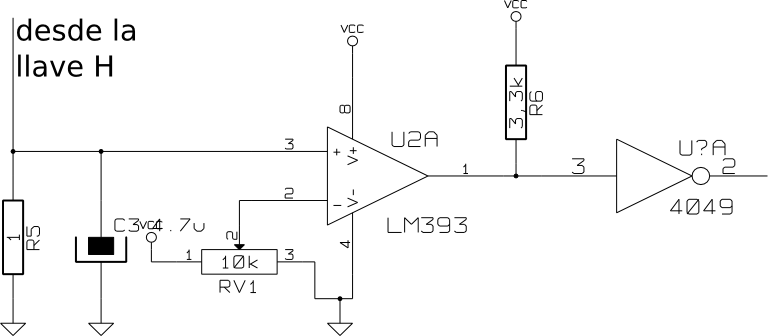 desde la
llave H
VCC
VCC
8
3,3k
R6
U2A
3
+
V+
1
3
U?A
2
2
-
V-
LM393
4049
1
R5
C3
4.7u
VCC
2
4
1
10k
3
RV1